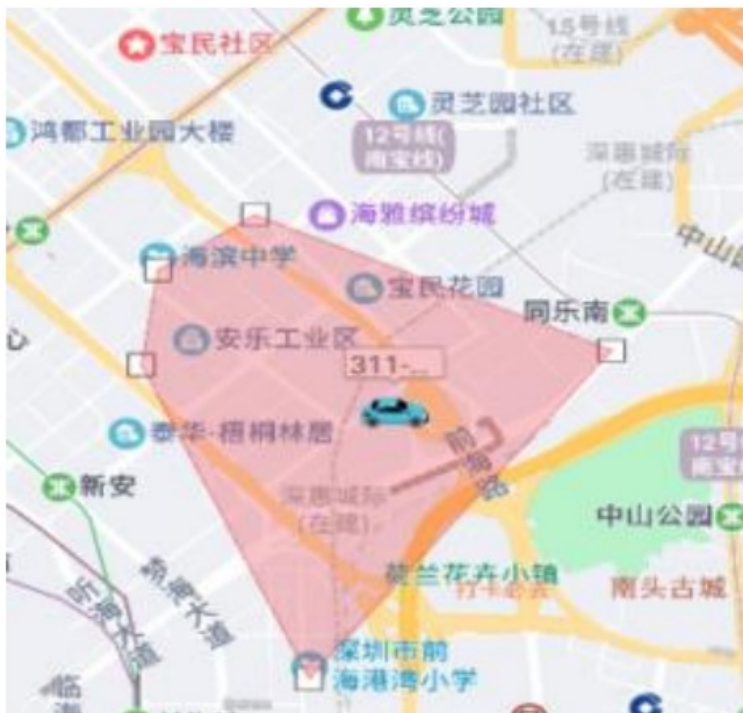 灵芝公园
15号线
(在建)
宝民社区
灵芝园社区
鸿都工业园大楼
12号线(
南宝线)
深惠城际
(在建)
海雅缤纷城
中山
海滨中学
宝民花园
同乐南
心
安乐工业区
311-...
泰华·梧桐林居
前海路
12号
南宝
新安
深惠城际
(在建)
中山公园
荷兰花卉小镇
打卡必去
南头古城
听海大道
深圳市前
海港湾小学
临海